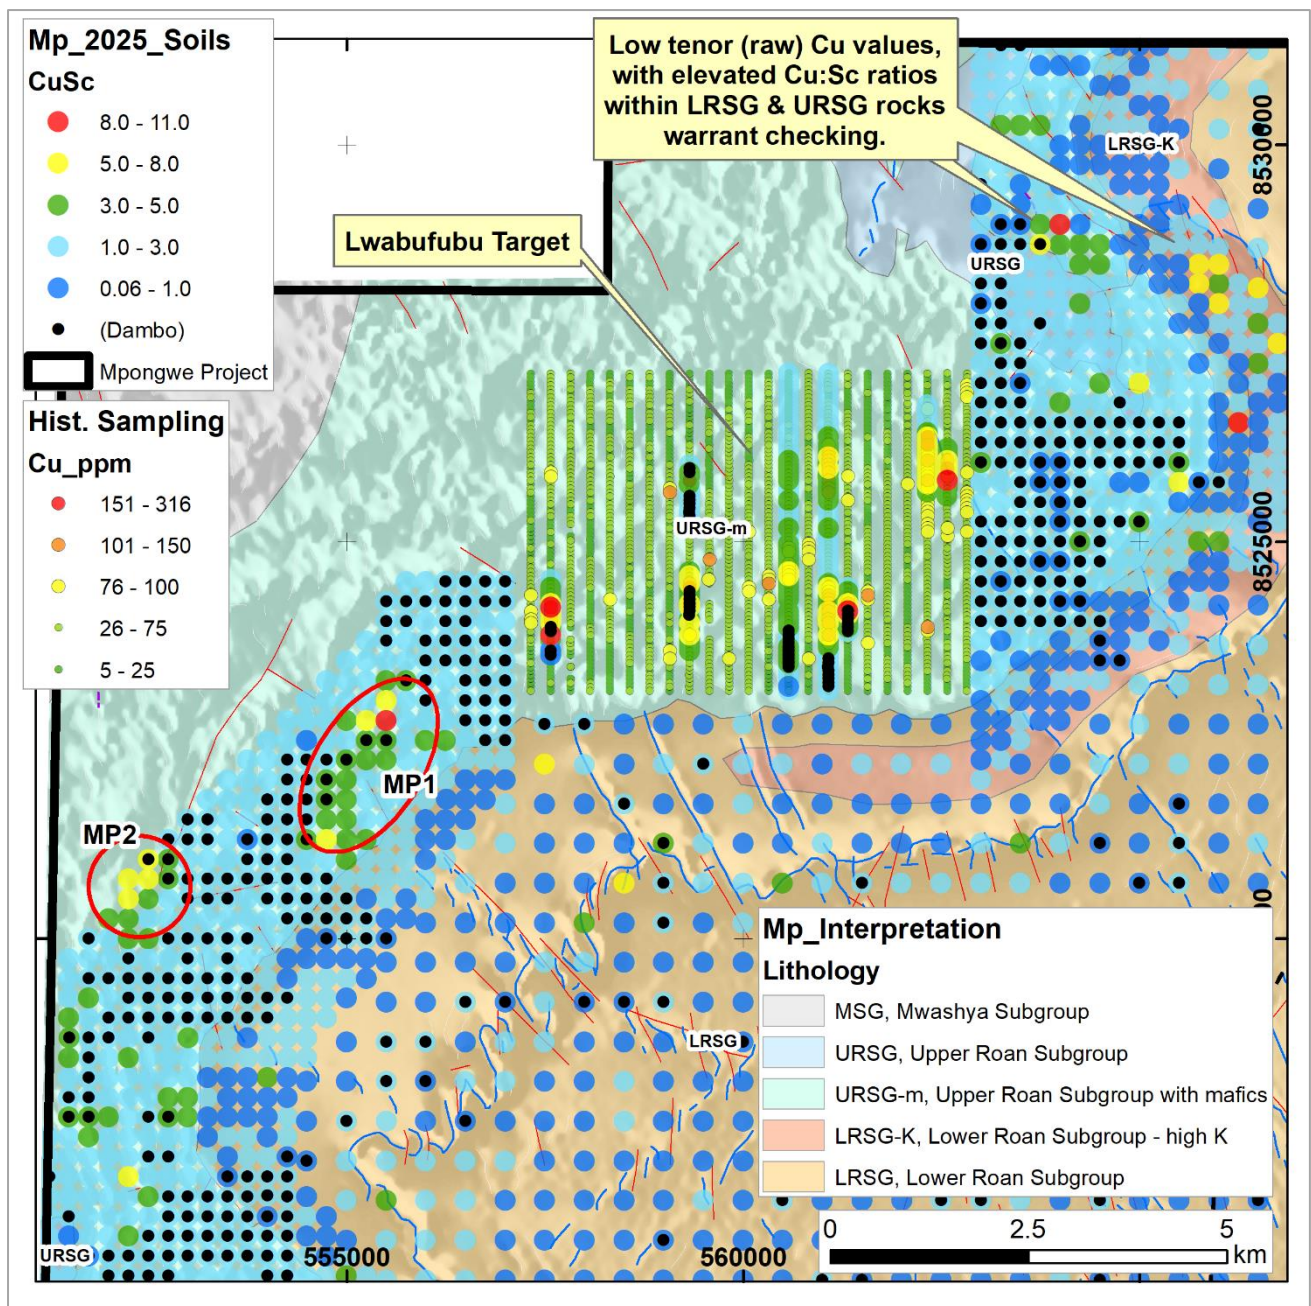 Mp_2025_Soils
CuSc
8.0 - 11.0
5.0 - 8.0
3.0 - 5.0
1.0 - 3.0
0.06 - 1.0
(Dambo)
Mpongwe Project
Hist. Sampling
Cu_ppm
151 - 316
101 - 150
76 - 100
26 - 75
5 - 25
Low tenor (raw) Cu values,
with elevated Cu:Sc ratios
within LRSG & URSG rocks
warrant checking.
Lwabufubu Target
LRSG-K
8530000
URSG
URSG-m
8525000
MP1
MP2
LRSG
URSG
555000
560000
Mp_Interpretation
Lithology
MSG, Mwashya Subgroup
URSG, Upper Roan Subgroup
URSG-m, Upper Roan Subgroup with mafics
LRSG-K, Lower Roan Subgroup - high K
LRSG, Lower Roan Subgroup
0 2.5 5
km